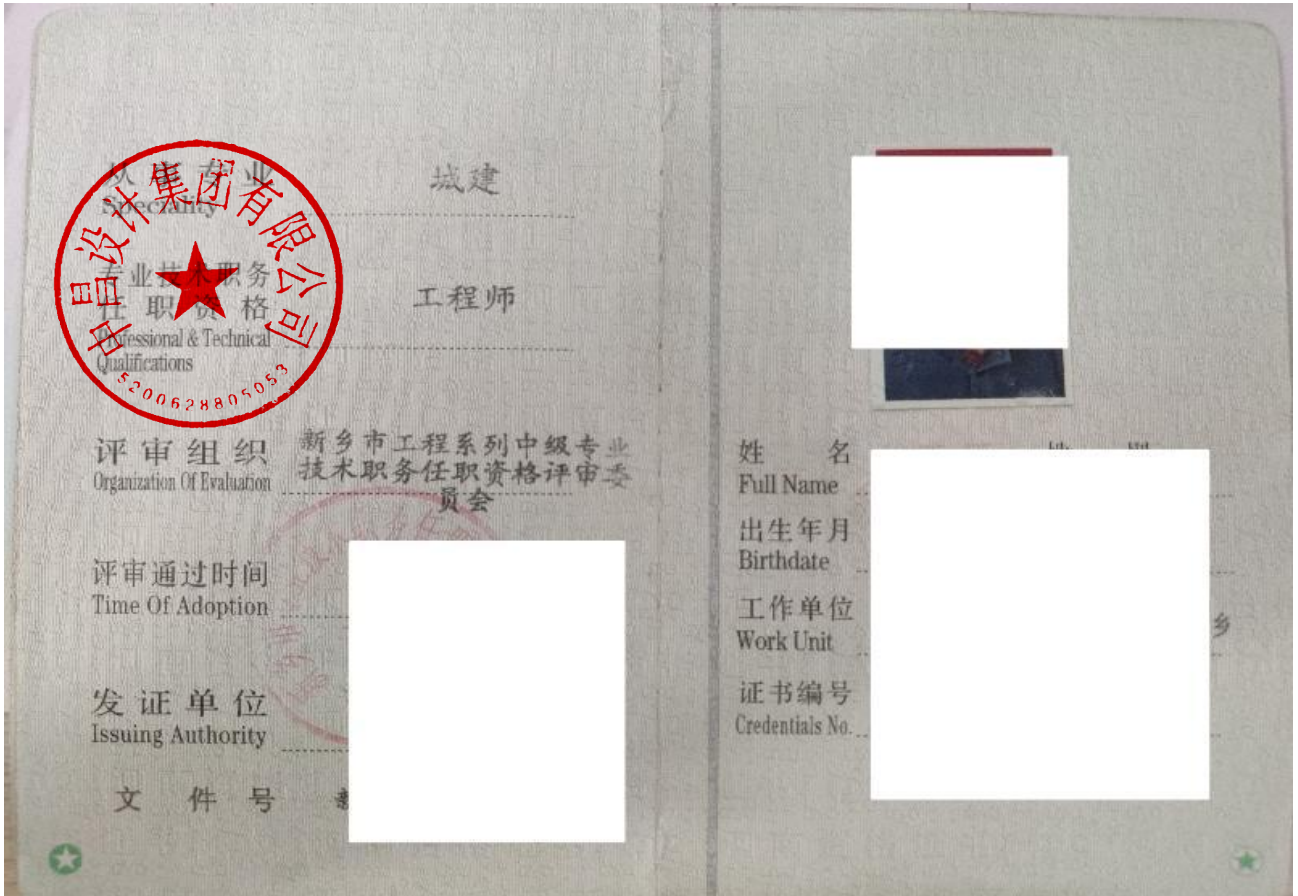 从事专业
Speciality
城建
中昌设计集团有限公司
5200628805053
专业技术职务
任职资格
Professional & Technical
Qualifications
工程师
评审组织
Organization Of Evaluation
新乡市工程系列中级专业
技术职务任职资格评审委
员会
评审通过时间
Time Of Adoption
发证单位
Issuing Authority
文件号
姓名
Full Name
出生年月
Birthdate
工作单位
Work Unit
乡
证书编号
Credentials No.